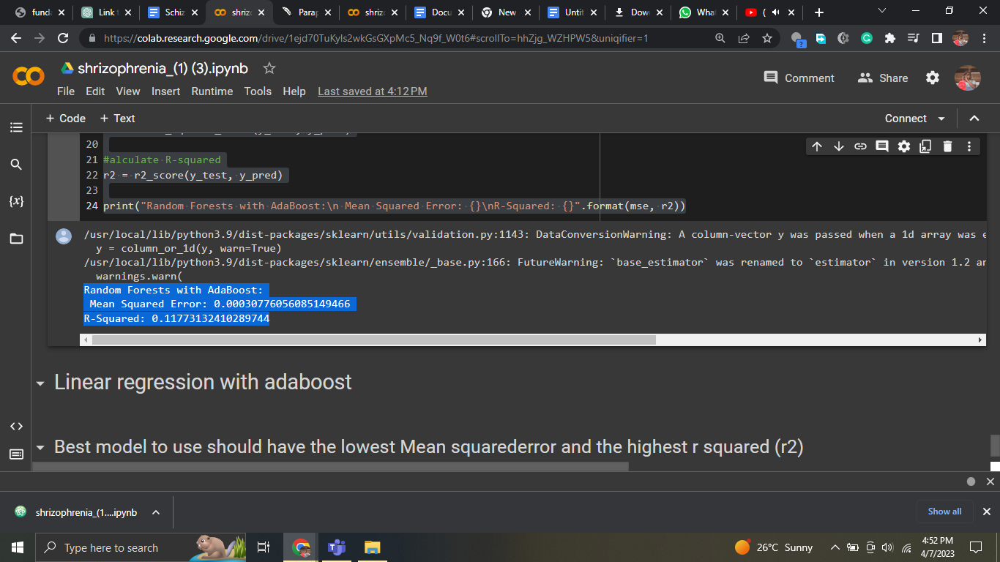 funda
Link t
Schiz
shrizo
Parap
shrizo
Docu
New
Untit
Dow
What
(
https://colab.research.google.com/drive/1ejd70TuKyIs2wkGsGXpMc5_Nq9f_W0t6#scrollTo=hhZjg_WZHPW5&uniqifier=1
shrizophrenia_(1) (3).ipynb
Comment
Share
File Edit View Insert Runtime Tools Help Last saved at 4:12 PM
+ Code + Text
Connect
20
21 #alculate R-squared
22 r2 = r2_score(y_test, y_pred)
23
24 print("Random Forests with AdaBoost:\n Mean Squared Error: {}\nR-Squared: {}".format(mse, r2))
/usr/local/lib/python3.9/dist-packages/sklearn/utils/validation.py:1143: DataConversionWarning: A column-vector y was passed when a 1d array was e
y = column_or_1d(y, warn=True)
/usr/local/lib/python3.9/dist-packages/sklearn/ensemble/_base.py:166: FutureWarning: `base_estimator` was renamed to `estimator` in version 1.2 an
warnings.warn(
Random Forests with AdaBoost:
Mean Squared Error: 0.00030776056085149466
R-Squared: 0.11773132410289744
Linear regression with adaboost
Best model to use should have the lowest Mean squarederror and the highest r squared (r2)
shrizophrenia_(1....ipynb
Show all
Type here to search
26°C Sunny
4:52 PM
4/7/2023